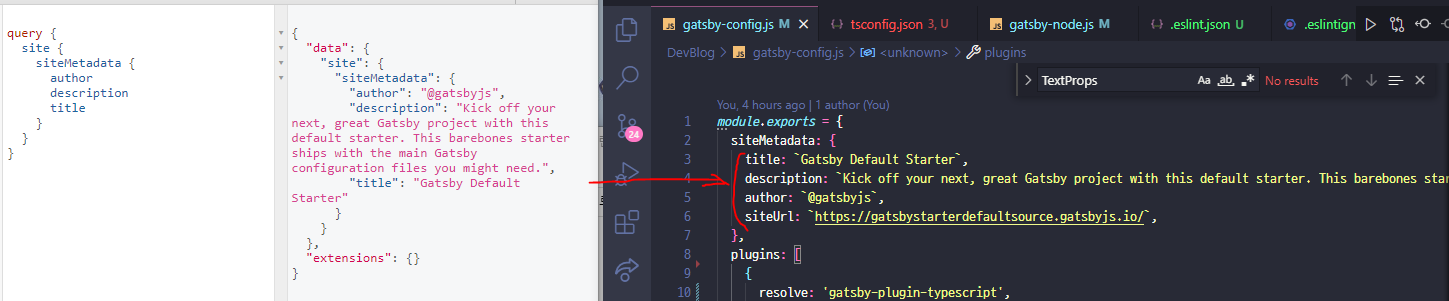 query {
site {
siteMetadata {
author
description
title
}
}
}
{
"data": {
"site": {
"siteMetadata": {
"author": "@gatsbyjs",
"description": "Kick off your
next, great Gatsby project with this
default starter. This barebones starter
ships with the main Gatsby
configuration files you might need.",
"title": "Gatsby Default
Starter"
}
}
},
"extensions": {}
}
24
gatsby-config.js M
tsconfig.json 3, U
gatsby-node.js M
.eslint.json U
.eslintign
DevBlog > gatsby-config.js > <unknown> > plugins
TextProps Aa ab, No results
You, 4 hours ago | 1 author (You)
1 module.exports = {
2 siteMetadata: {
3 title: `Gatsby Default Starter`,
4 description: `Kick off your next, great Gatsby project with this default starter. This barebones star
5 author: `@gatsbyjs`,
6 siteUrl: `https://gatsbystarterdefaultsource.gatsbyjs.io/`,
7 },
8 plugins: [
9 {
10 resolve: 'gatsby-plugin-typescript',